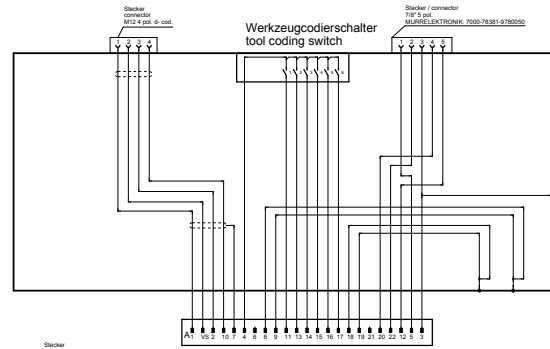 Stecker
connector
M12 4 pol. d- cod.
1 2 3 4
Werkzeugcodierschalter
tool coding switch
1 2 3 4 5 6
Stecker / connector
7/8" 5 pol.
MURRELEKTRONIK: 7000-78381-9780050
1 2 3 4 5
A 1 VS 2 10 7 4 6 8 9 11 13 14 15 16 17 18 19 21 20 22 12 5 3
Stecker